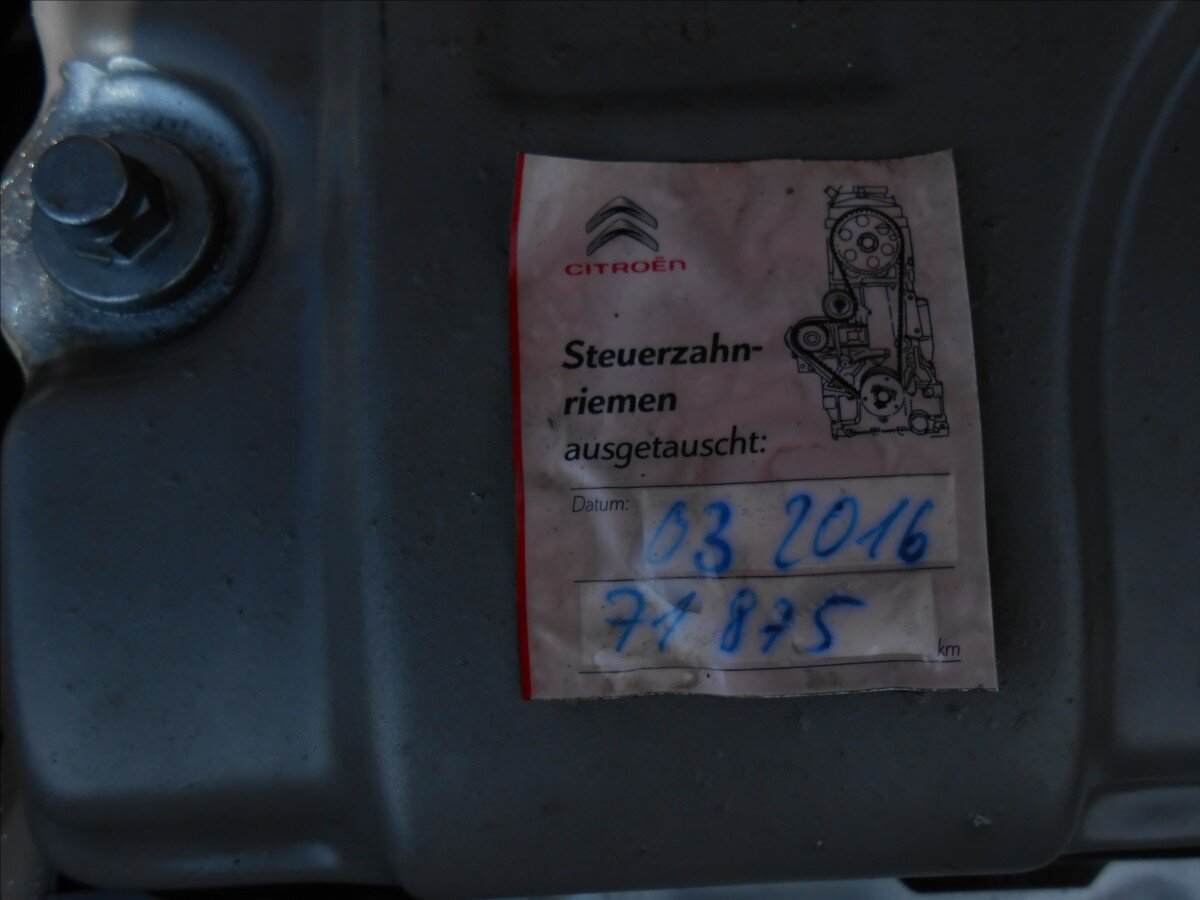 CITROËN
Steuerzahn-
riemen
ausgetauscht:
Datum: 03 2016
71 875 km